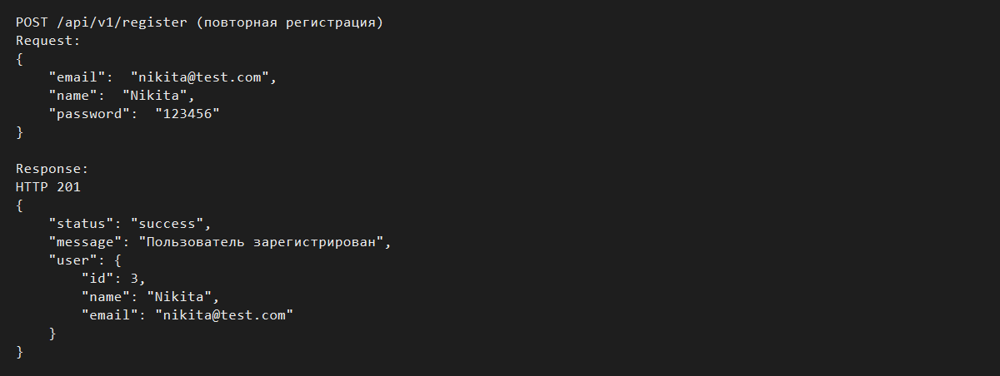 POST /api/v1/register (повторная регистрация)
Request:
{
    "email":  "nikita@test.com",
    "name":  "Nikita",
    "password":  "123456"
}

Response:
HTTP 201
{
    "status": "success",
    "message": "Пользователь зарегистрирован",
    "user": {
        "id": 3,
        "name": "Nikita",
        "email": "nikita@test.com"
    }
}